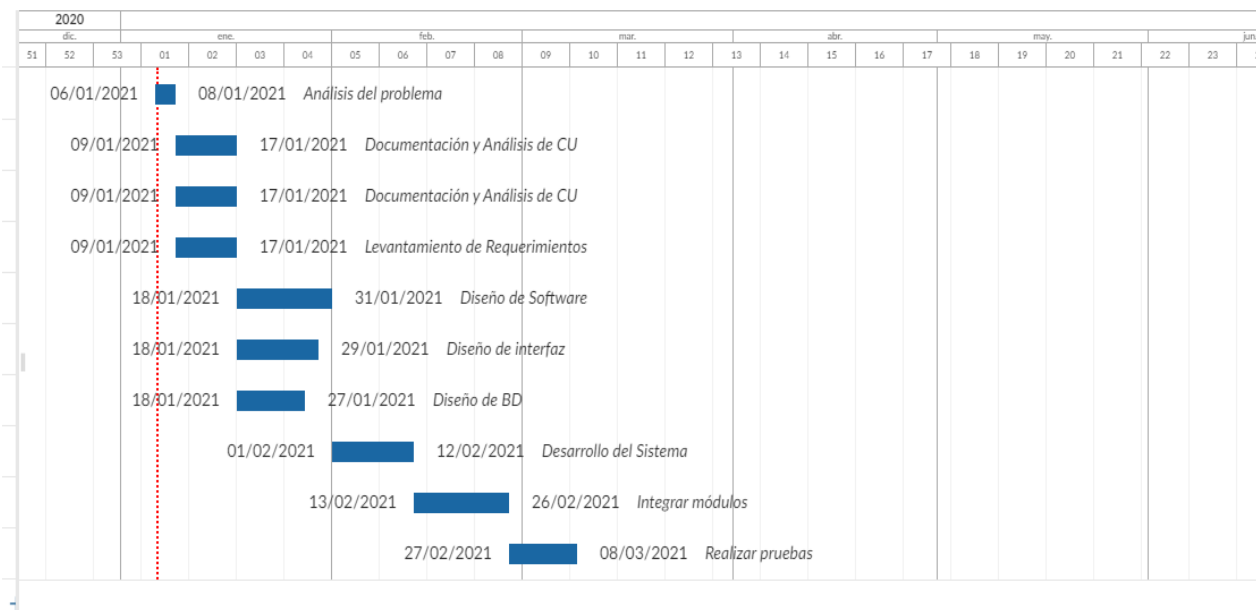 2020
dic. ene. feb. mar. abr. may. jun.
51 52 53 01 02 03 04 05 06 07 08 09 10 11 12 13 14 15 16 17 18 19 20 21 22 23
06/01/2021 08/01/2021 Análisis del problema
09/01/2021 17/01/2021 Documentación y Análisis de CU
09/01/2021 17/01/2021 Documentación y Análisis de CU
09/01/2021 17/01/2021 Levantamiento de Requerimientos
18/01/2021 31/01/2021 Diseño de Software
18/01/2021 29/01/2021 Diseño de interfaz
18/01/2021 27/01/2021 Diseño de BD
01/02/2021 12/02/2021 Desarrollo del Sistema
13/02/2021 26/02/2021 Integrar módulos
27/02/2021 08/03/2021 Realizar pruebas